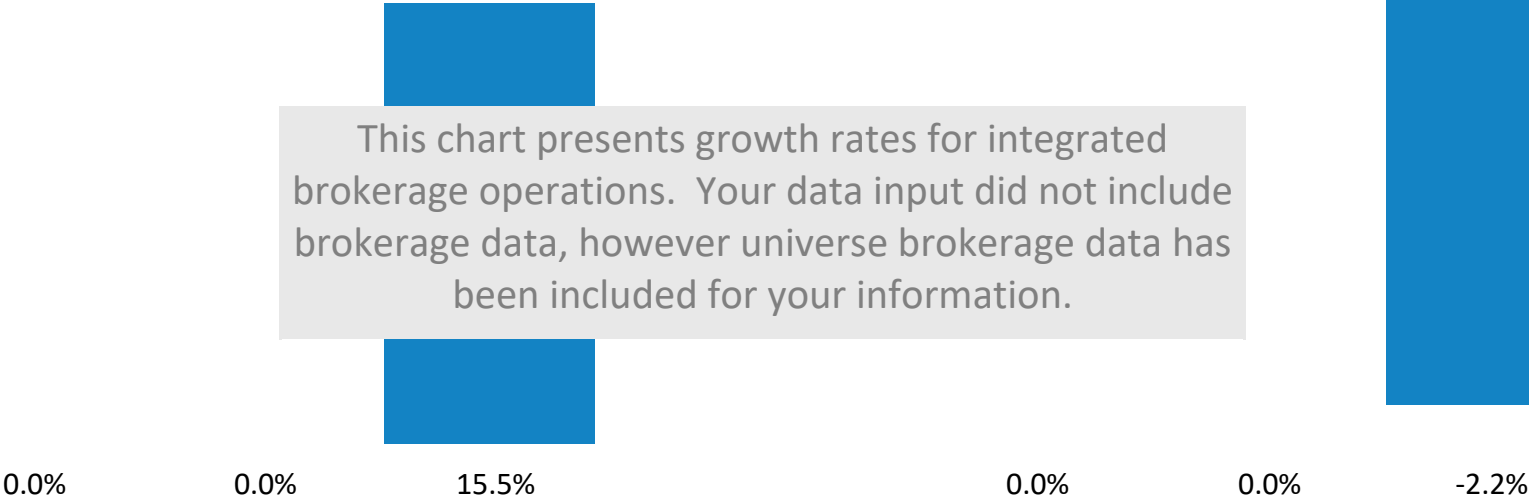 This chart presents growth rates for integrated
brokerage operations.  Your data input did not include
brokerage data, however universe brokerage data has
been included for your information.
0.0% 0.0% 15.5% 0.0% 0.0% -2.2%